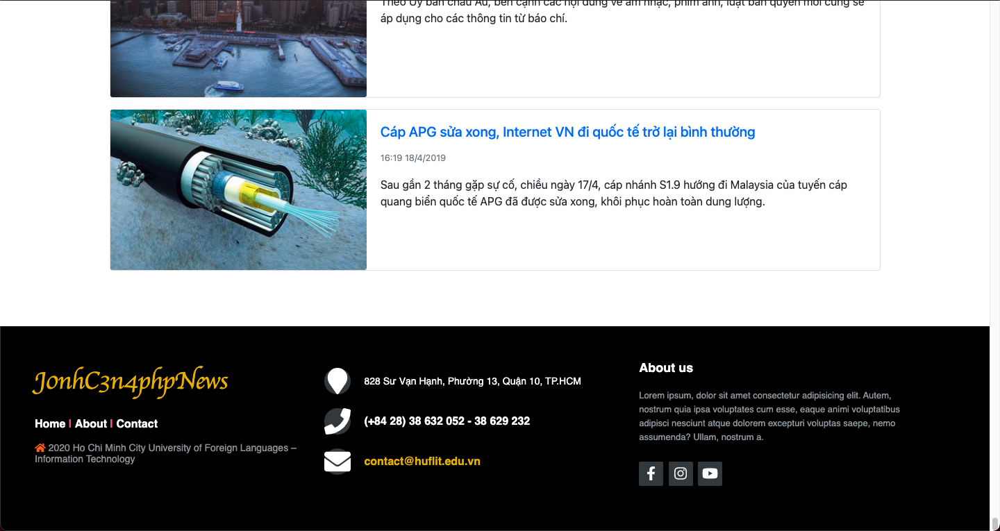 Theo Ủy ban châu Âu, bên cạnh các nội dung về âm nhạc, phim ảnh, luật bản quyền mới cũng sẽ
áp dụng cho các thông tin từ báo chí.
Cáp APG sửa xong, Internet VN đi quốc tế trở lại bình thường
16:19 18/4/2019
Sau gần 2 tháng gặp sự cố, chiều ngày 17/4, cáp nhánh S1.9 hướng đi Malaysia của tuyến cáp
quang biển quốc tế APG đã được sửa xong, khôi phục hoàn toàn dung lượng.
J0nhC3n4phpNews
Home | About | Contact
2020 Ho Chi Minh City University of Foreign Languages –
Information Technology
828 Sư Vạn Hạnh, Phường 13, Quận 10, TP.HCM
(+84 28) 38 632 052 - 38 629 232
contact@huflit.edu.vn
About us
Lorem ipsum, dolor sit amet consectetur adipisicing elit. Autem,
nostrum quia ipsa voluptates cum esse, eaque animi voluptatibus
adipisci nesciunt atque dolorem excepturi voluptas saepe, nemo
assumenda? Ullam, nostrum a.